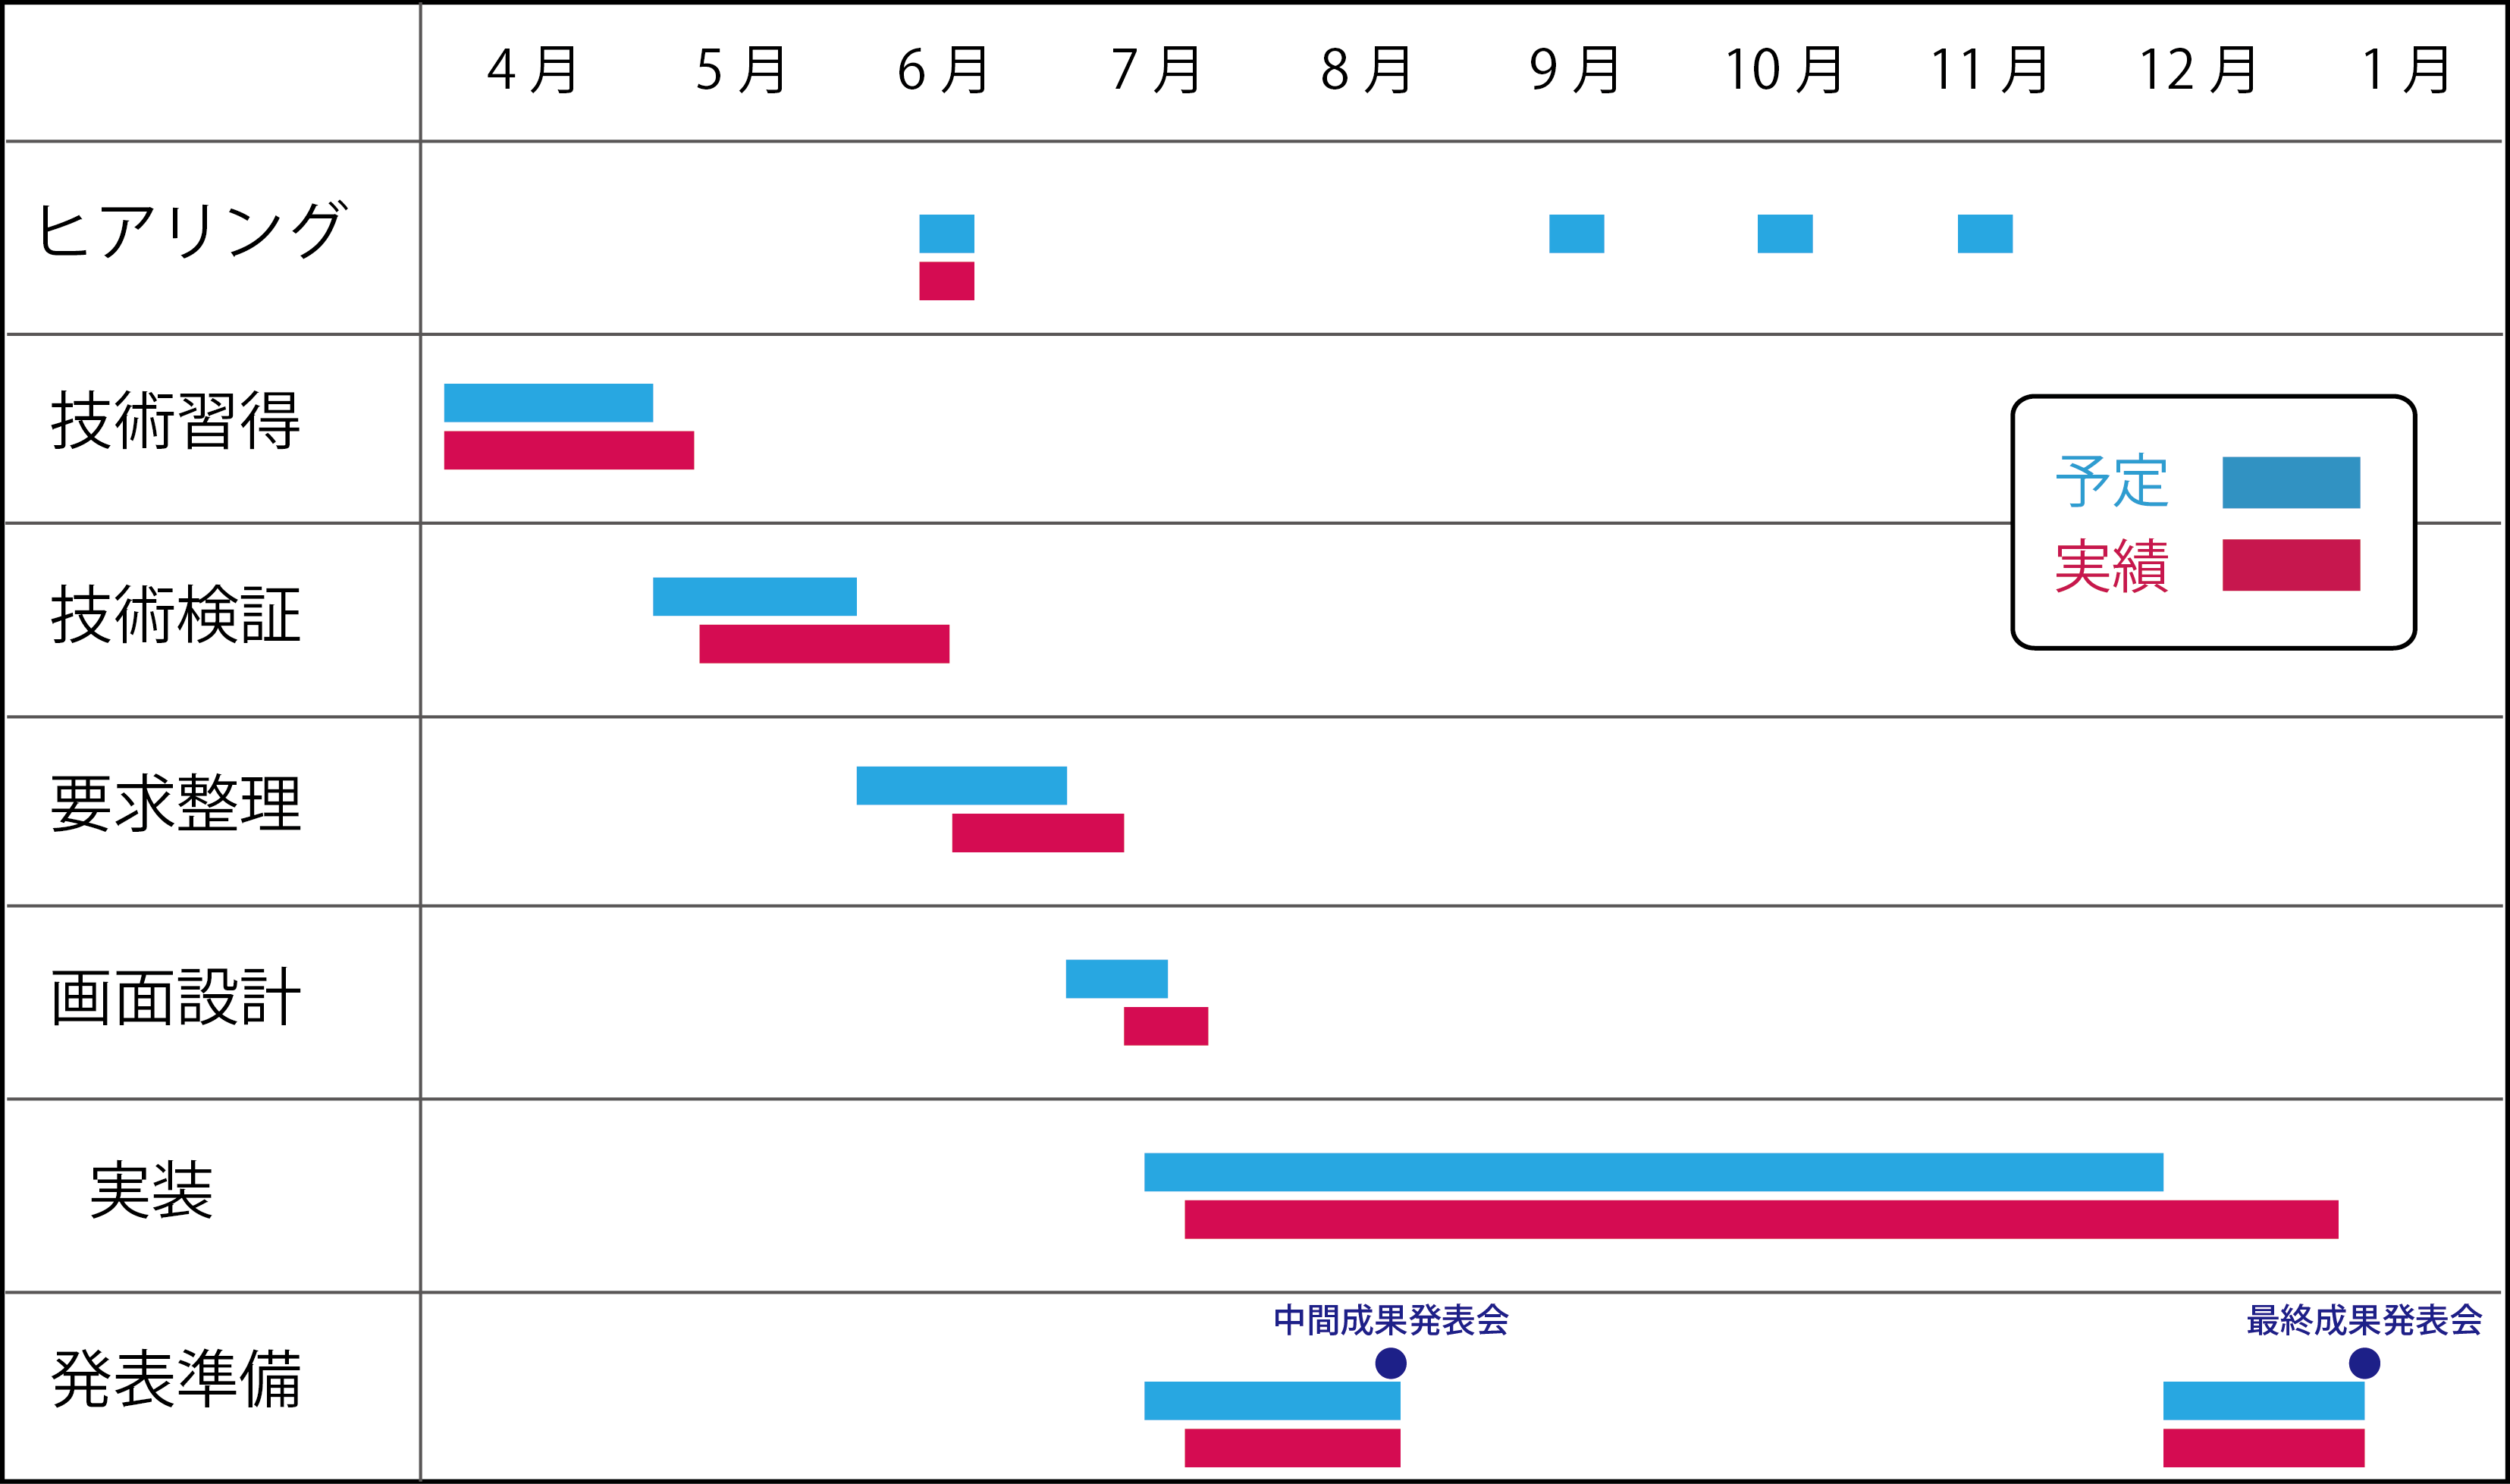 4月 5月 6月 7月 8月 9月 10月 11月 12月 1月
ヒアリング
技術習得
予定
実績
技術検証
要求整理
画面設計
実装
中間成果発表会
最終成果発表会
発表準備